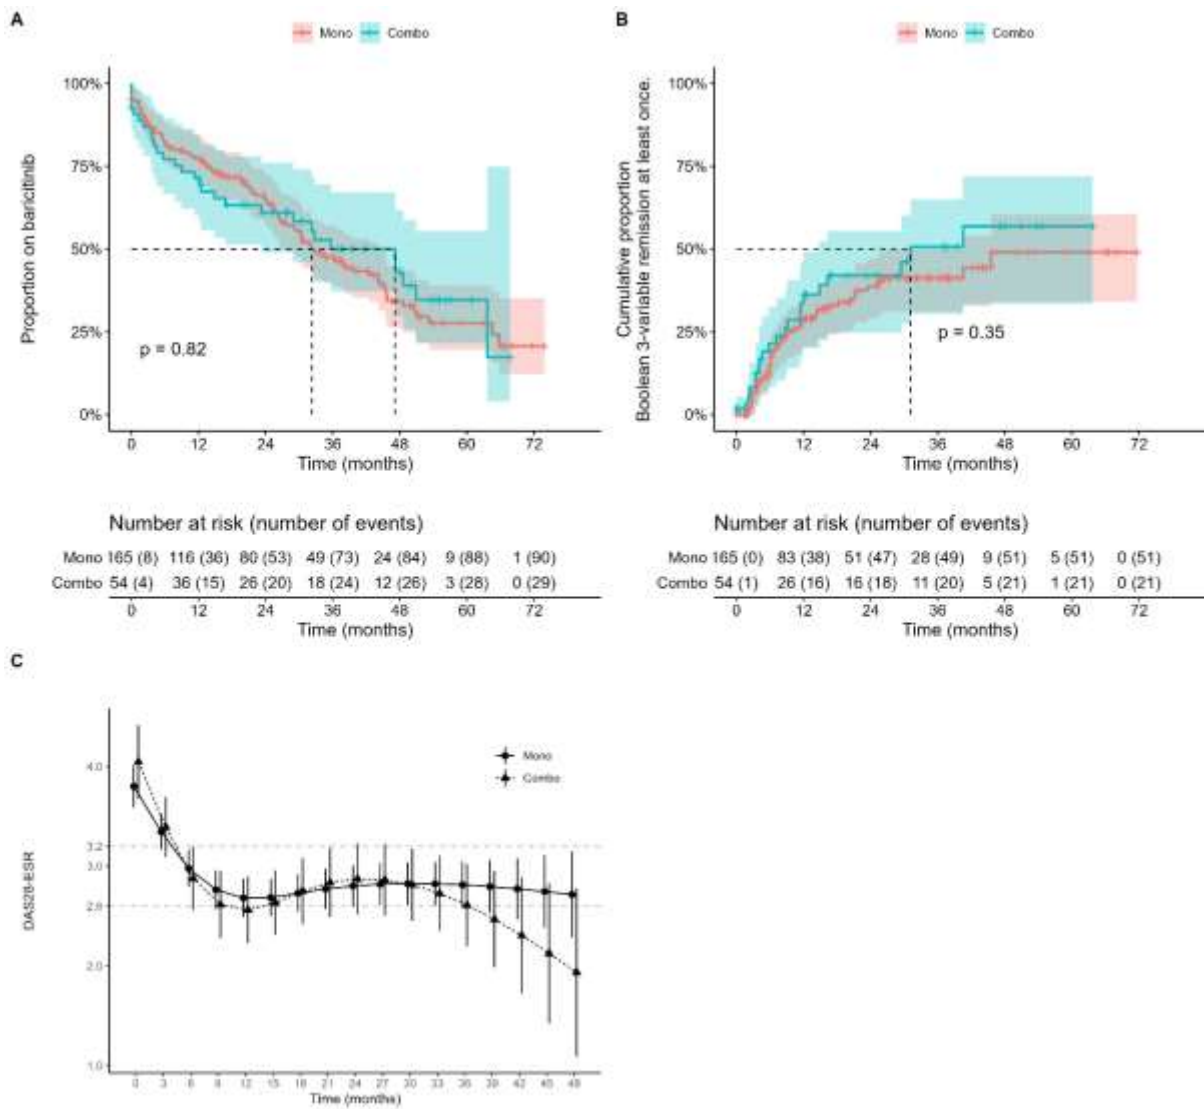 A
Mono Combo
100%
75%
50%
25%
0%
Proportion on baricitinib
p = 0.82
0 12 24 36 48 60 72
Time (months)
Number at risk (number of events)
Mono 165 (8) 116 (36) 80 (53) 49 (73) 24 (84) 9 (88) 1 (90)
Combo 54 (4) 36 (15) 26 (20) 18 (24) 12 (26) 3 (28) 0 (29)
0 12 24 36 48 60 72
Time (months)
B
Mono Combo
100%
75%
50%
25%
0%
Cumulative proportion
Boolean 3-variable remission at least once.
p = 0.35
0 12 24 36 48 60 72
Time (months)
Number at risk (number of events)
Mono 165 (0) 83 (38) 51 (47) 28 (49) 9 (51) 5 (51) 0 (51)
Combo 54 (1) 26 (16) 16 (18) 11 (20) 5 (21) 1 (21) 0 (21)
0 12 24 36 48 60 72
Time (months)
C
Mono
Combo
4.0
3.2
3.0
2.6
2.0
1.0
DAS28-ESR
0 3 6 9 12 15 18 21 24 27 30 33 36 39 42 45 48
Time (months)